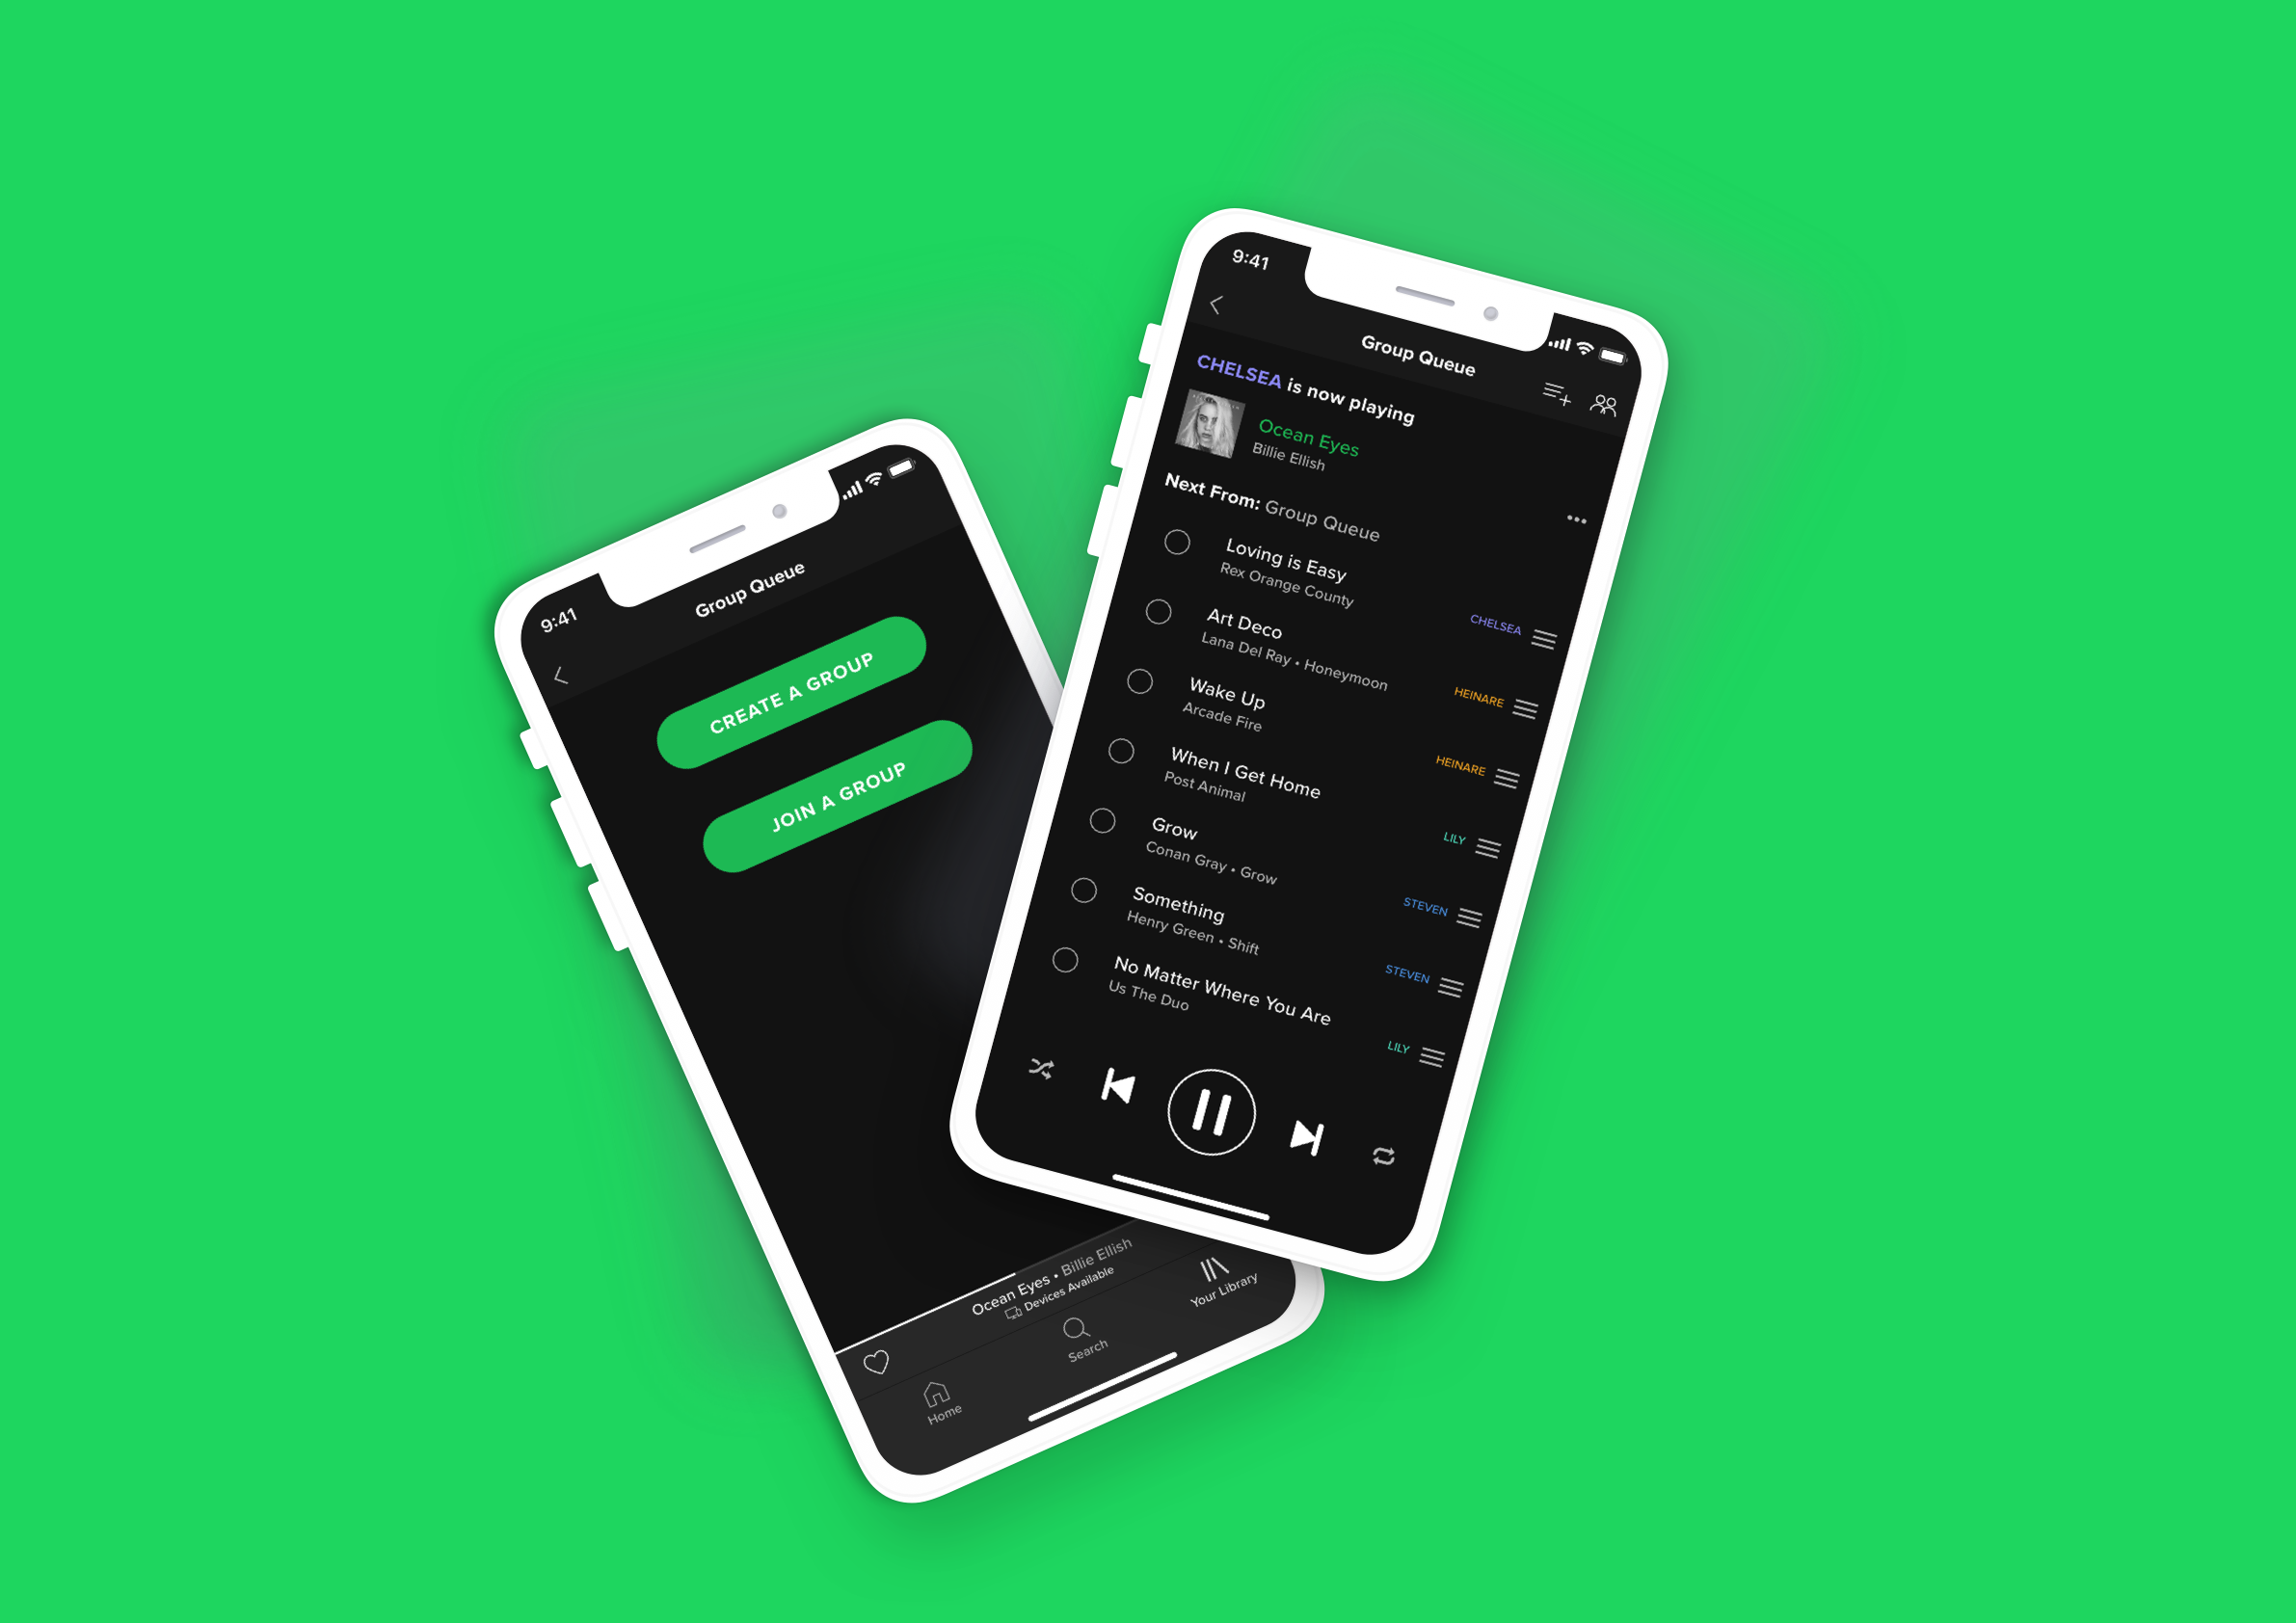 9:41
Group Queue
CREATE A GROUP
JOIN A GROUP
Ocean Eyes • Billie Ellish
Devices Available
Home
Search
Your Library
9:41
Group Queue
CHELSEA is now playing
Ocean Eyes
Billie Ellish
Next From: Group Queue
Loving is Easy
Rex Orange County
CHELSEA
Art Deco
Lana Del Ray • Honeymoon
HEINARE
Wake Up
Arcade Fire
HEINARE
When I Get Home
Post Animal
LILY
Grow
Conan Gray • Grow
STEVEN
Something
Henry Green • Shift
STEVEN
No Matter Where You Are
Us The Duo
LILY